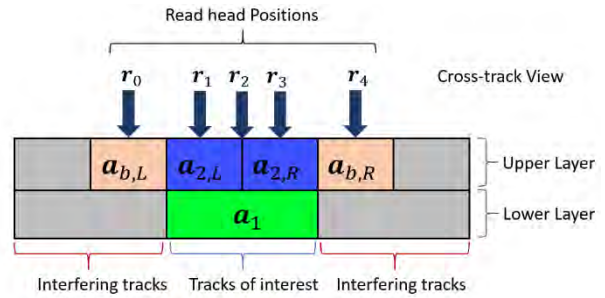 Read head Positions
r0 r1 r2 r3 r4 Cross-track View
ab,L a2,L a2,R ab,R Upper Layer
a1 Lower Layer
Interfering tracks Tracks of interest Interfering tracks